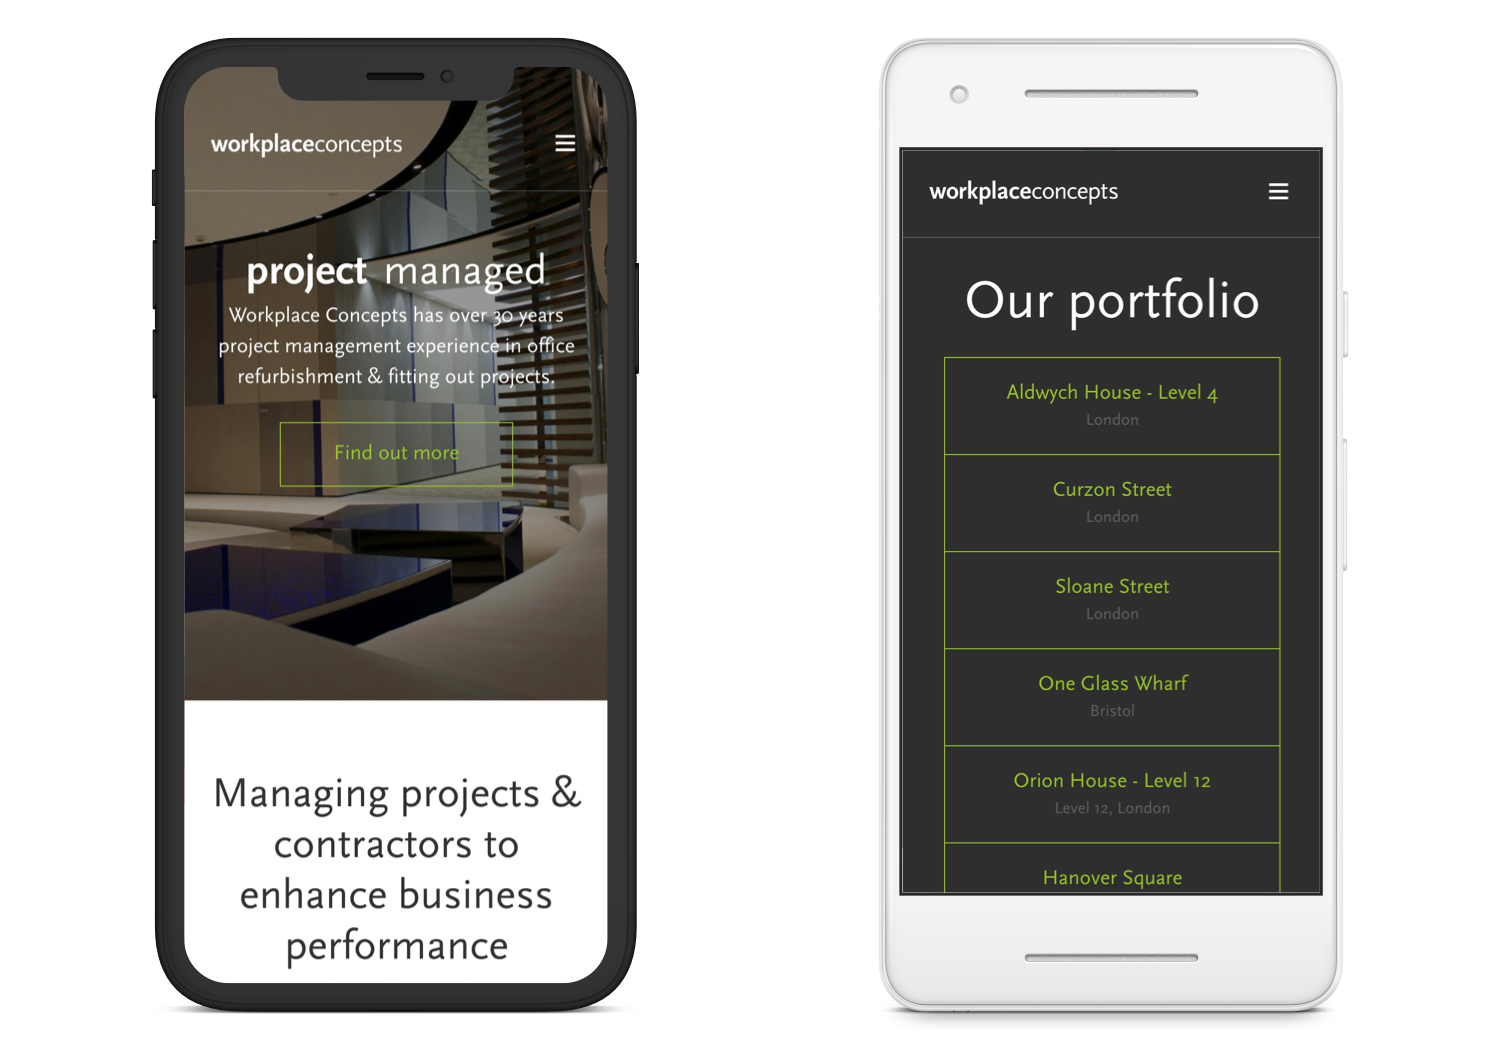 workplaceconcepts
project managed
Workplace Concepts has over 30 years
project management experience in office
refurbishment & fitting out projects.
Find out more
Managing projects &
contractors to
enhance business
performance
workplaceconcepts
Our portfolio
Aldwych House - Level 4
London
Curzon Street
London
Sloane Street
London
One Glass Wharf
Bristol
Orion House - Level 12
Level 12, London
Hanover Square